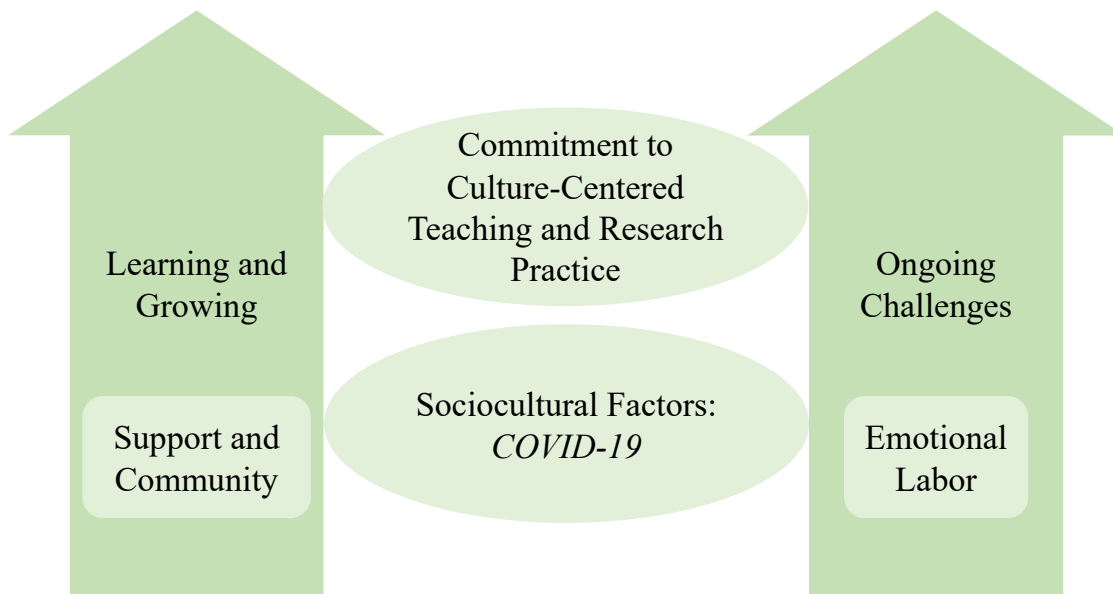 Commitment to
Culture-Centered
Teaching and Research
Practice
Learning and
Growing
Ongoing
Challenges
Sociocultural Factors:
COVID-19
Support and
Community
Emotional
Labor